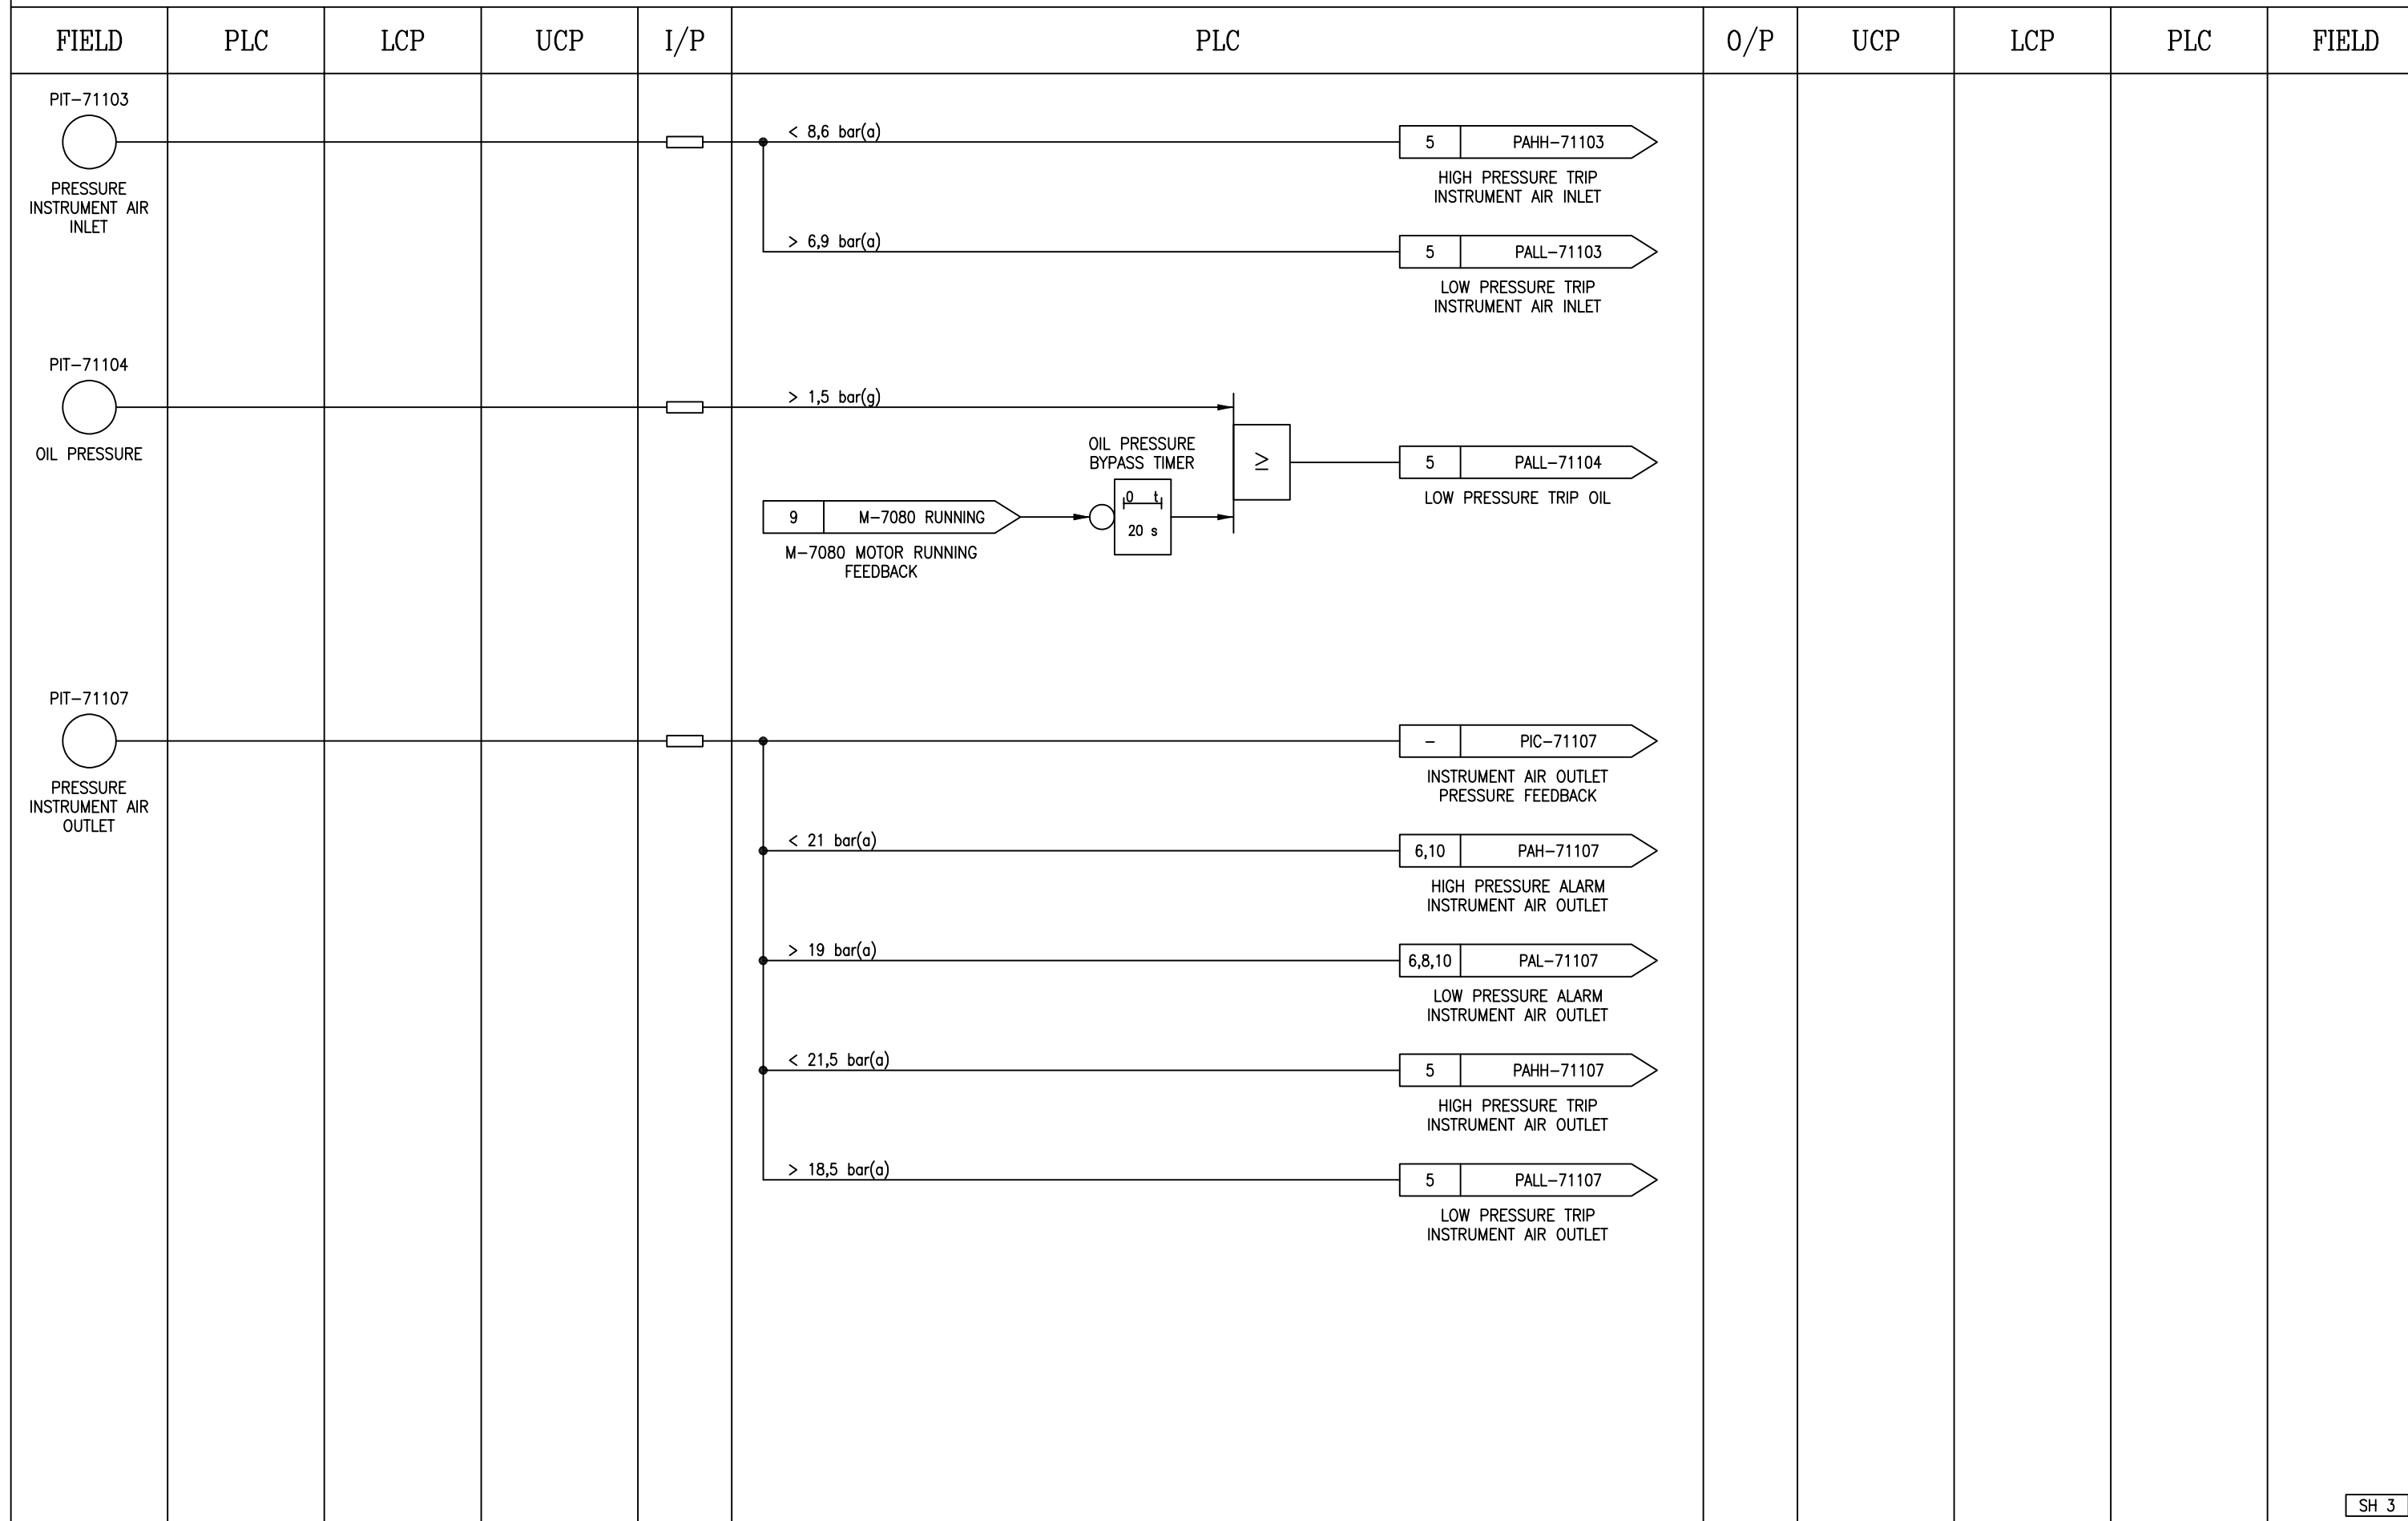 FIELD PLC LCP UCP I/P PLC O/P UCP LCP PLC FIELD
PIT-71103
PRESSURE
INSTRUMENT AIR
INLET
< 8,6 bar(a)
5 PAHH-71103
HIGH PRESSURE TRIP
INSTRUMENT AIR INLET
> 6,9 bar(a)
5 PALL-71103
LOW PRESSURE TRIP
INSTRUMENT AIR INLET
PIT-71104
OIL PRESSURE
> 1,5 bar(g)
OIL PRESSURE
BYPASS TIMER
0 t
20 s
≥
9 M-7080 RUNNING
M-7080 MOTOR RUNNING
FEEDBACK
5 PALL-71104
LOW PRESSURE TRIP OIL
PIT-71107
PRESSURE
INSTRUMENT AIR
OUTLET
- PIC-71107
INSTRUMENT AIR OUTLET
PRESSURE FEEDBACK
< 21 bar(a)
6,10 PAH-71107
HIGH PRESSURE ALARM
INSTRUMENT AIR OUTLET
> 19 bar(a)
6,8,10 PAL-71107
LOW PRESSURE ALARM
INSTRUMENT AIR OUTLET
< 21,5 bar(a)
5 PAHH-71107
HIGH PRESSURE TRIP
INSTRUMENT AIR OUTLET
> 18,5 bar(a)
5 PALL-71107
LOW PRESSURE TRIP
INSTRUMENT AIR OUTLET
SH 3